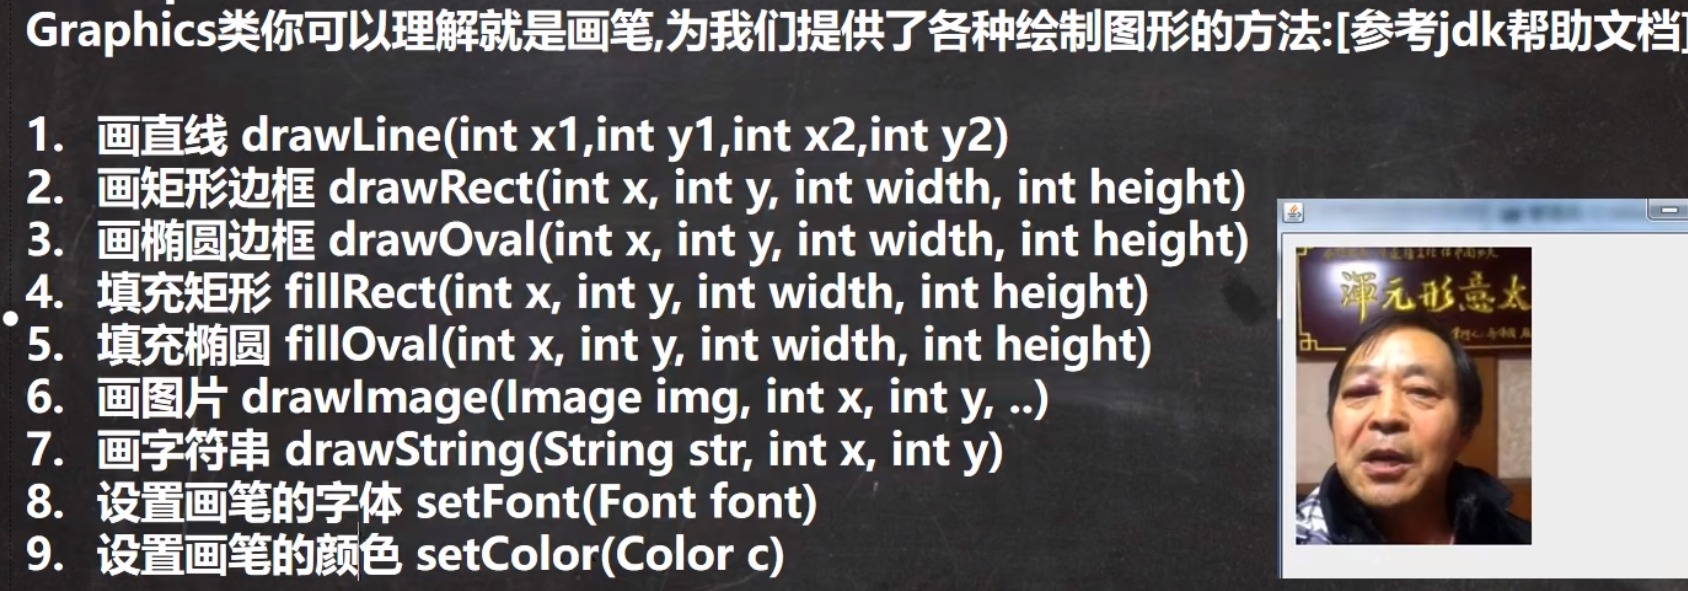 Graphics类你可以理解就是画笔,为我们提供了各种绘制图形的方法:[参考jdk帮助文档]
1. 画直线 drawLine(int x1,int y1,int x2,int y2)
2. 画矩形边框 drawRect(int x, int y, int width, int height)
3. 画椭圆边框 drawOval(int x, int y, int width, int height)
4. 填充矩形 fillRect(int x, int y, int width, int height)
5. 填充椭圆 fillOval(int x, int y, int width, int height)
6. 画图片 drawImage(Image img, int x, int y, ..)
7. 画字符串 drawString(String str, int x, int y)
8. 设置画笔的字体 setFont(Font font)
9. 设置画笔的颜色 setColor(Color c)
渾元形意太